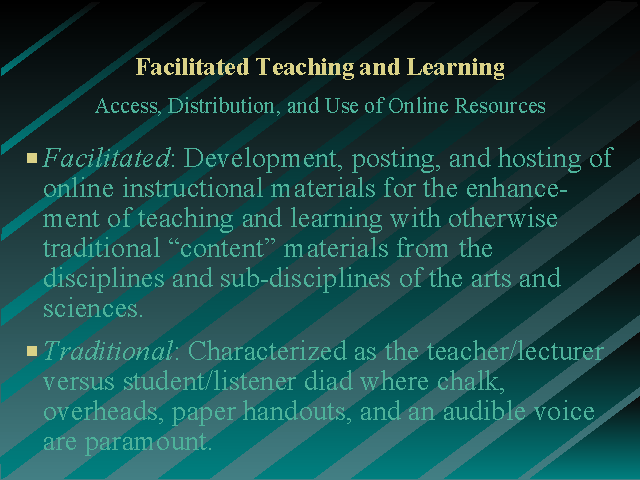 Facilitated Teaching and Learning
Access, Distribution, and Use of Online Resources
Facilitated: Development, posting, and hosting of
online instructional materials for the enhance-
ment of teaching and learning with otherwise
traditional “content” materials from the
disciplines and sub-disciplines of the arts and
sciences.
Traditional: Characterized as the teacher/lecturer
versus student/listener diad where chalk,
overheads, paper handouts, and an audible voice
are paramount.